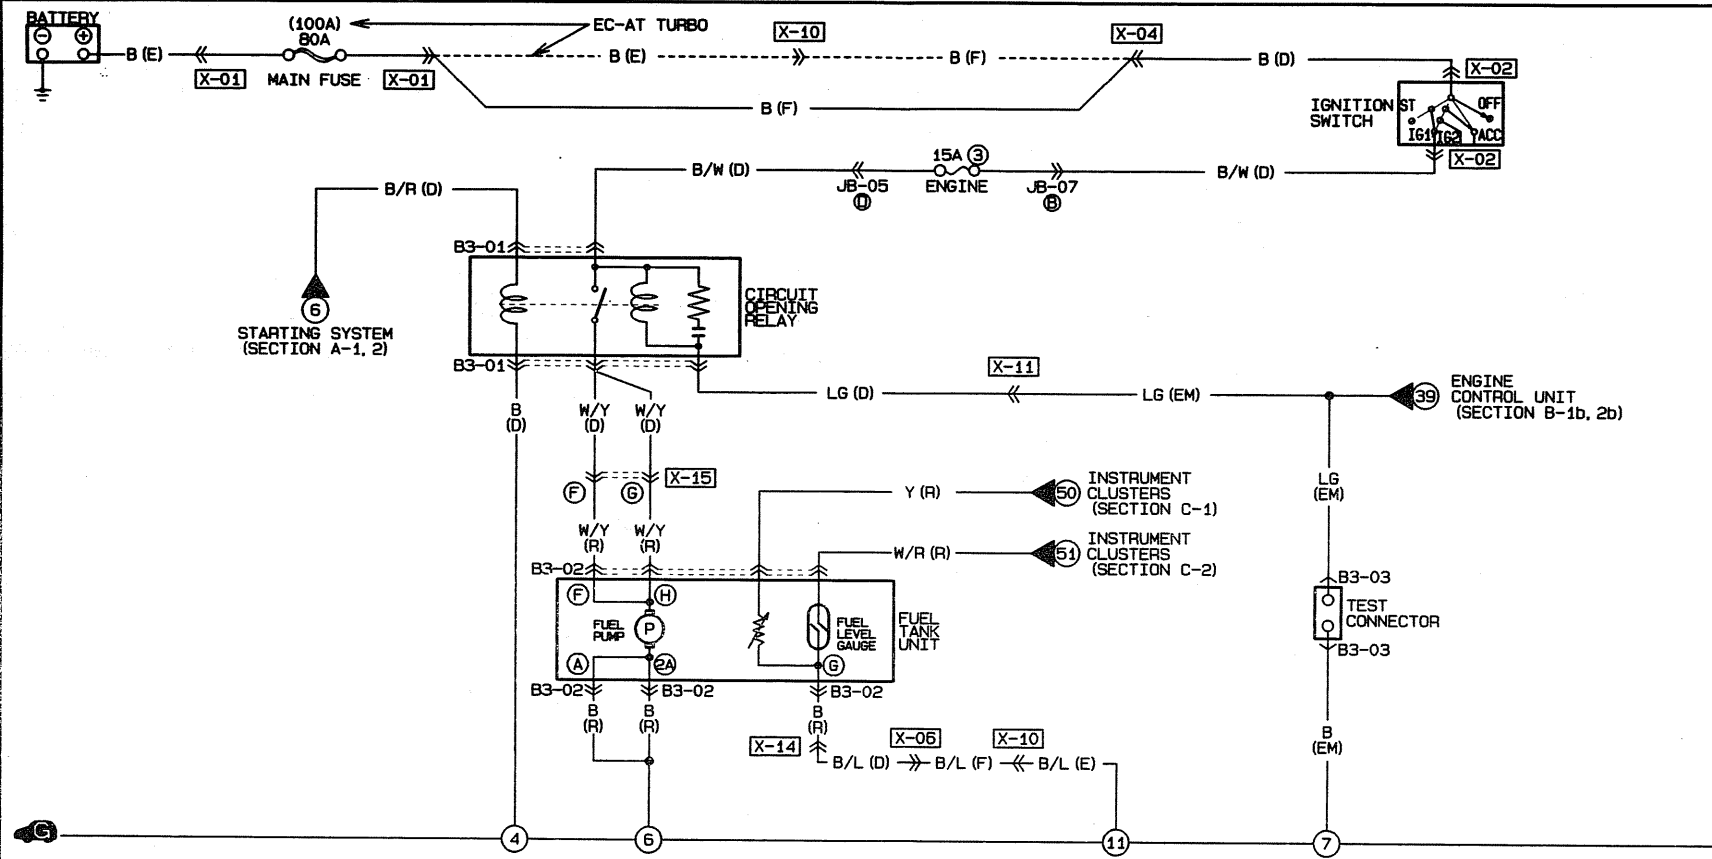 BATTERY
B (E)
X-01
(100A)
80A
MAIN FUSE
X-01
EC-AT TURBO
B (E)
X-10
B (F)
X-04
B (D)
X-02
B (F)
IGNITION
SWITCH
ST
OFF
IG1
IG2
ACC
X-02
B/R (D)
B/W (D)
JB-05
D
15A 3
ENGINE
JB-07
B
B/W (D)
B3-01
CIRCUIT
OPENING
RELAY
6
STARTING SYSTEM
(SECTION A-1, 2)
B3-01
LG (D)
X-11
LG (EM)
39
ENGINE
CONTROL UNIT
(SECTION B-1b, 2b)
B
(D)
W/Y
(D)
W/Y
(D)
F
G
X-15
W/Y
(R)
W/Y
(R)
Y (R)
50
INSTRUMENT
CLUSTERS
(SECTION C-1)
W/R (R)
51
INSTRUMENT
CLUSTERS
(SECTION C-2)
LG
(EM)
B3-02
F
H
FUEL
PUMP
P
A
2A
FUEL
LEVEL
GAUGE
G
FUEL
TANK
UNIT
B3-03
TEST
CONNECTOR
B3-03
B3-02
B3-02
B3-02
B
(R)
B
(R)
B
(R)
X-14
B/L (D)
X-06
B/L (F)
X-10
B/L (E)
B
(EM)
G
4
6
11
7